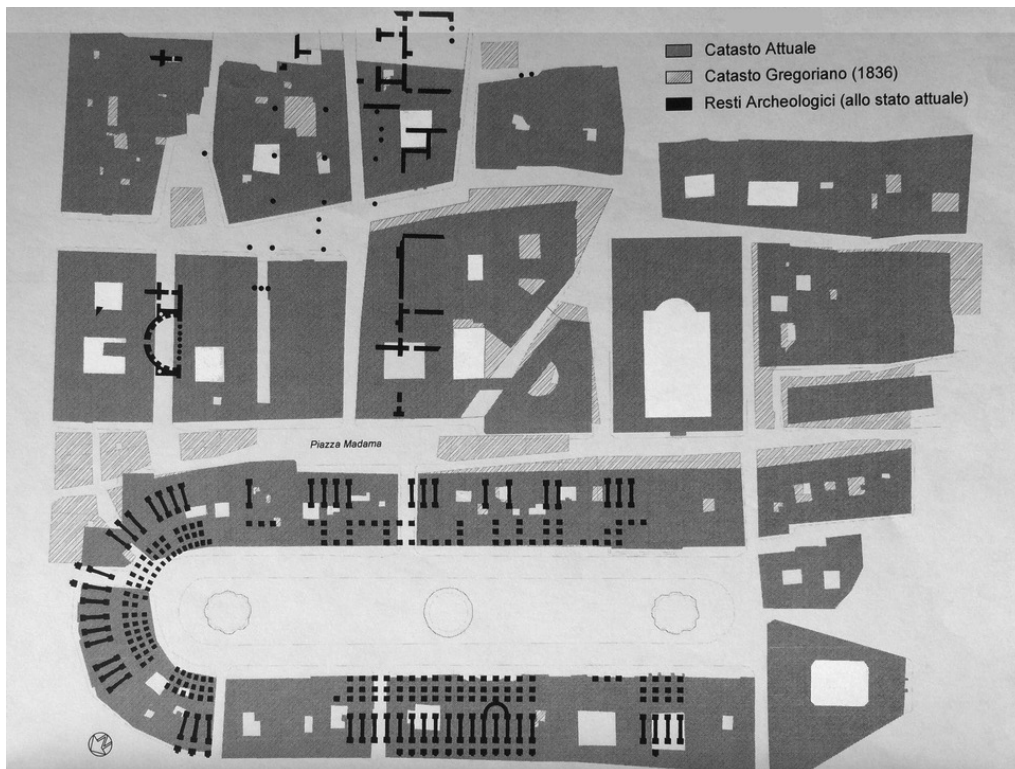 Catasto Attuale
Catasto Gregoriano (1836)
Resti Archeologici (allo stato attuale)
Piazza Madama